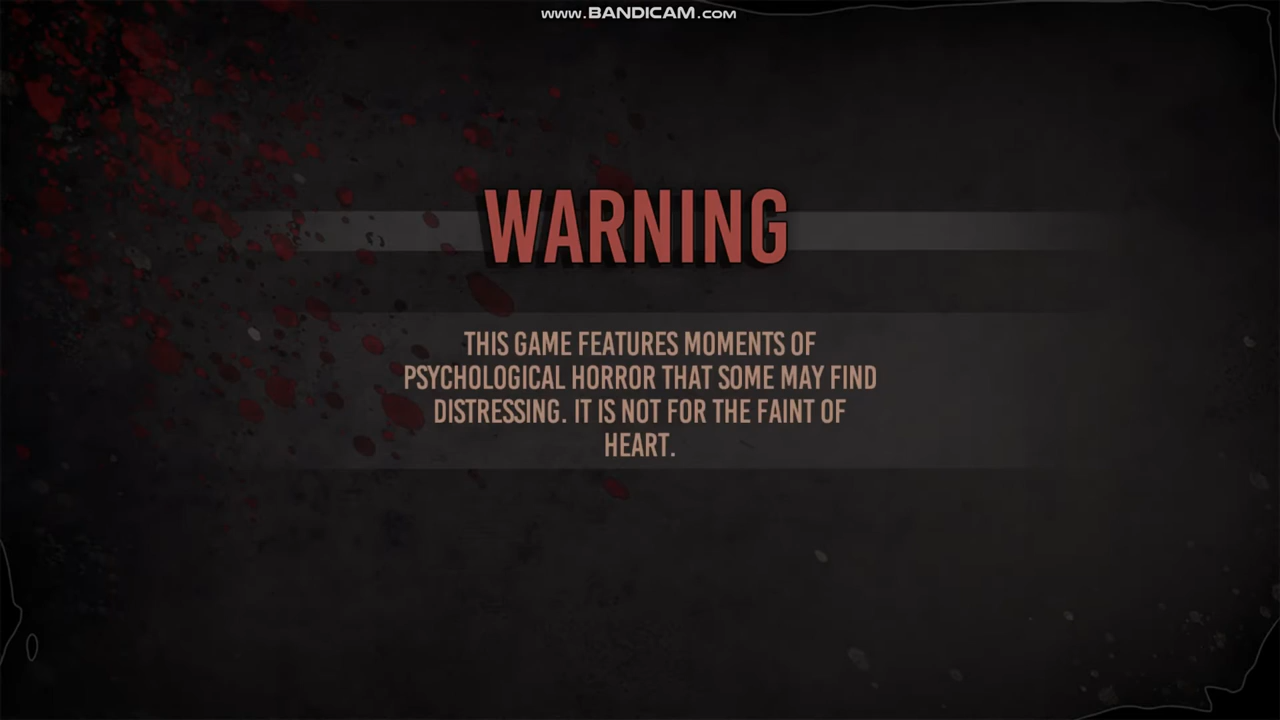 www.BANDICAM.com
WARNING
THIS GAME FEATURES MOMENTS OF
PSYCHOLOGICAL HORROR THAT SOME MAY FIND
DISTRESSING. IT IS NOT FOR THE FAINT OF
HEART.